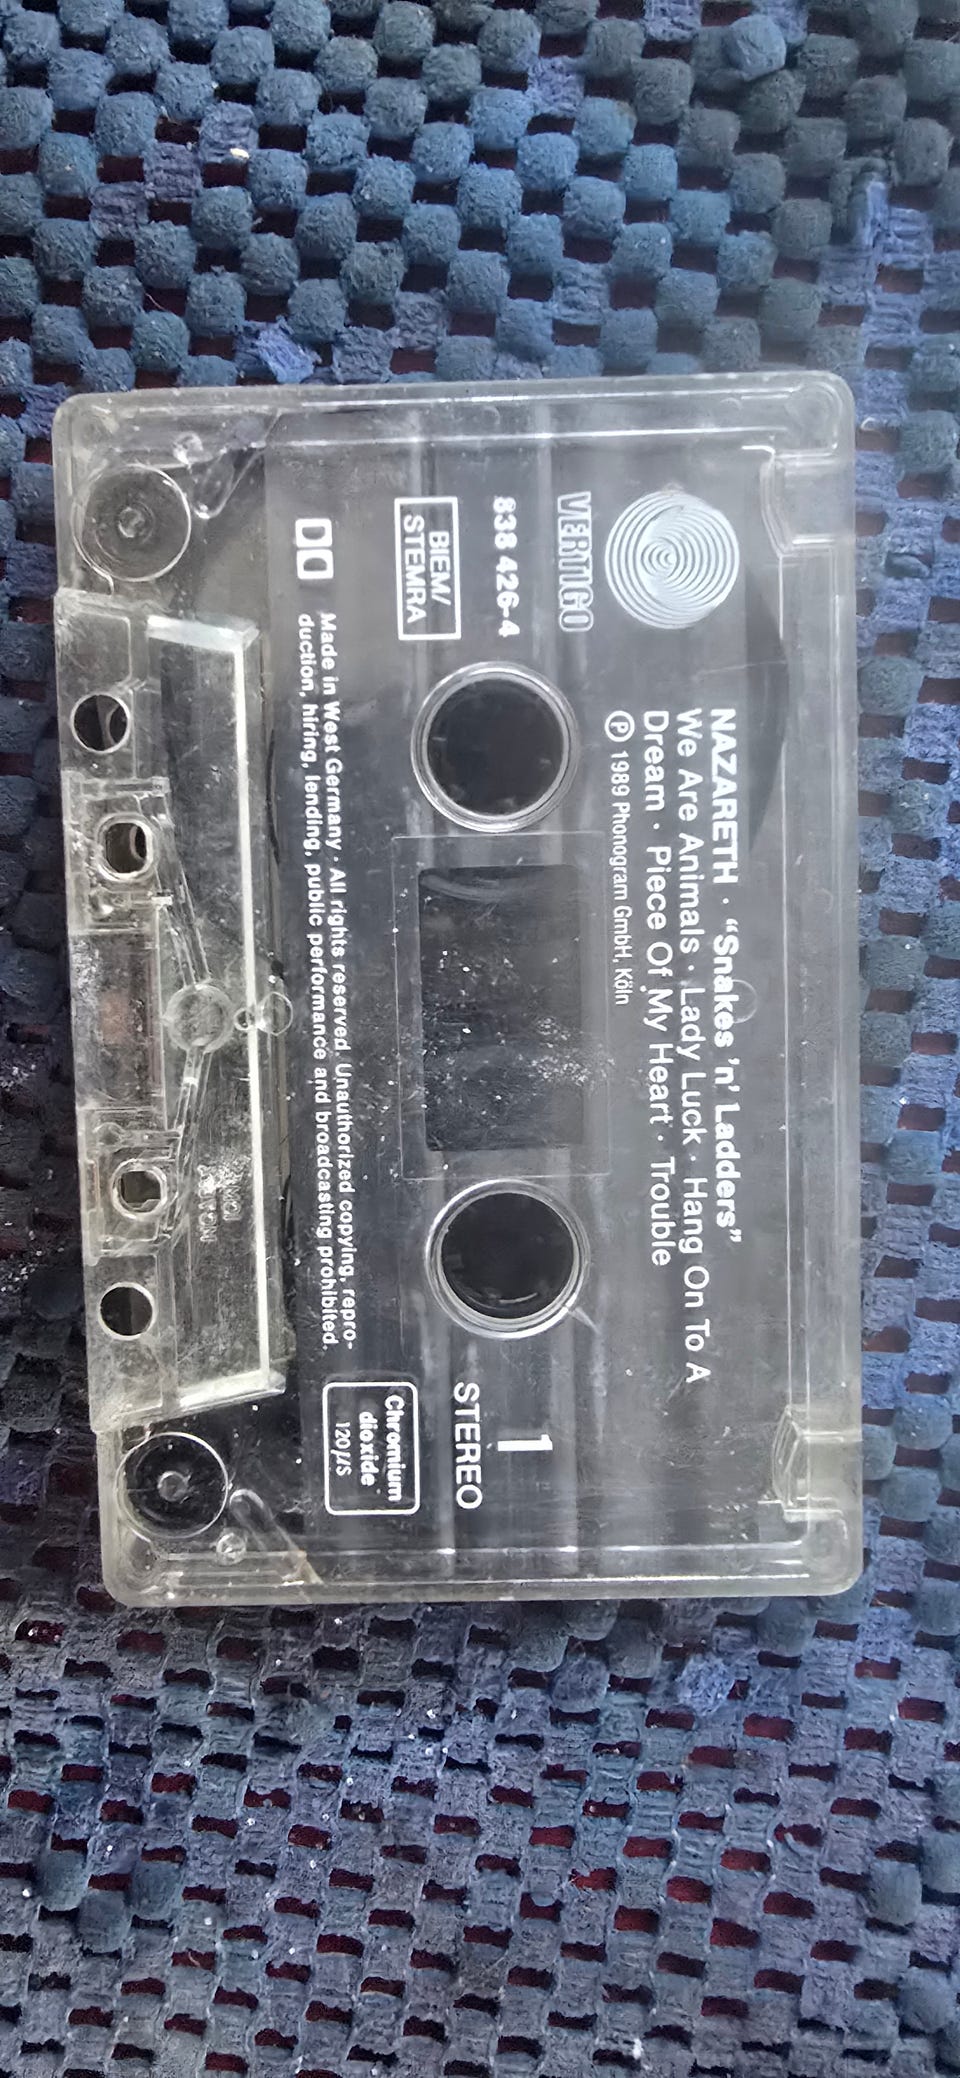 NAZARETH · “Snakes ’n’ Ladders”
We Are Animals · Lady Luck · Hang On To A
Dream · Piece Of My Heart · Trouble
Ⓟ 1989 Phonogram GmbH, Köln
VERTIGO
838 426-4
BIEM/
STEMRA
1
STEREO
Chromium
dioxide
120 µs
Made in West Germany · All rights reserved. Unauthorized copying, repro-
duction, hiring, lending, public performance and broadcasting prohibited.